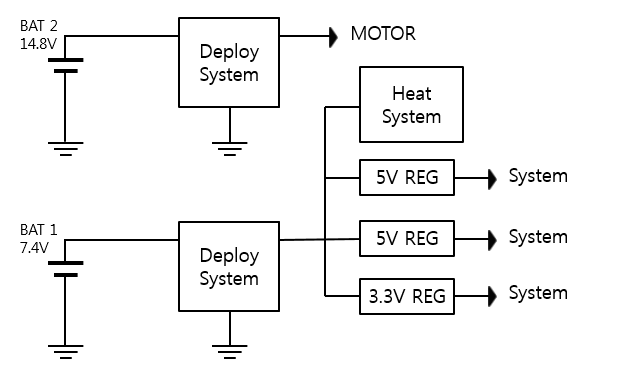 BAT 2
14.8V
Deploy
System
MOTOR
Heat
System
5V REG
System
BAT 1
7.4V
Deploy
System
5V REG
System
3.3V REG
System